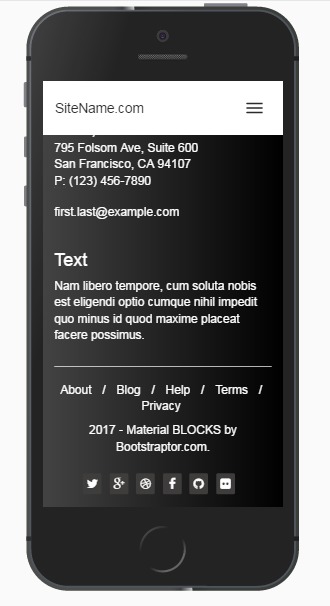 SiteName.com
795 Folsom Ave, Suite 600
San Francisco, CA 94107
P: (123) 456-7890
first.last@example.com
Text
Nam libero tempore, cum soluta nobis
est eligendi optio cumque nihil impedit
quo minus id quod maxime placeat
facere possimus.
About / Blog / Help / Terms /
Privacy
2017 - Material BLOCKS by
Bootstraptor.com.